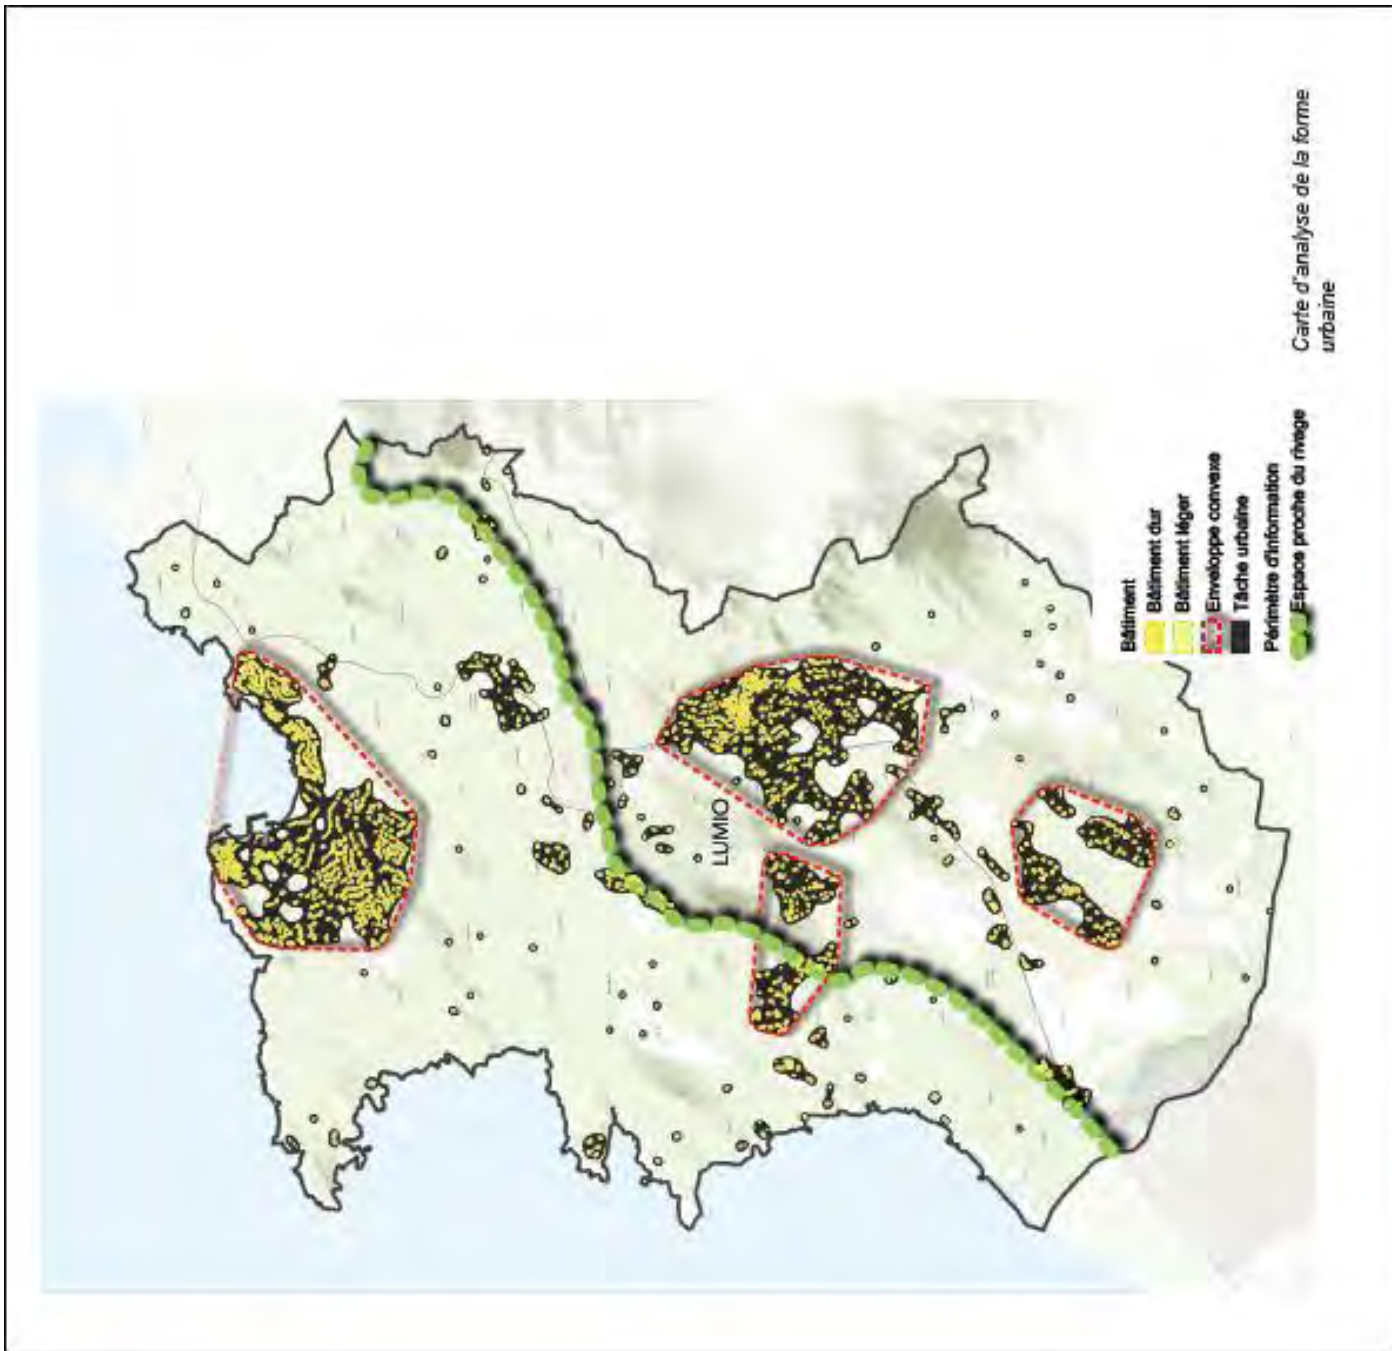 LUMIO
Bâtiment
Bâtiment dur
Bâtiment léger
Enveloppe convexe
Tâche urbaine
Périmètre d'information
Espace proche du rivage
Carte d'analyse de la forme
urbaine